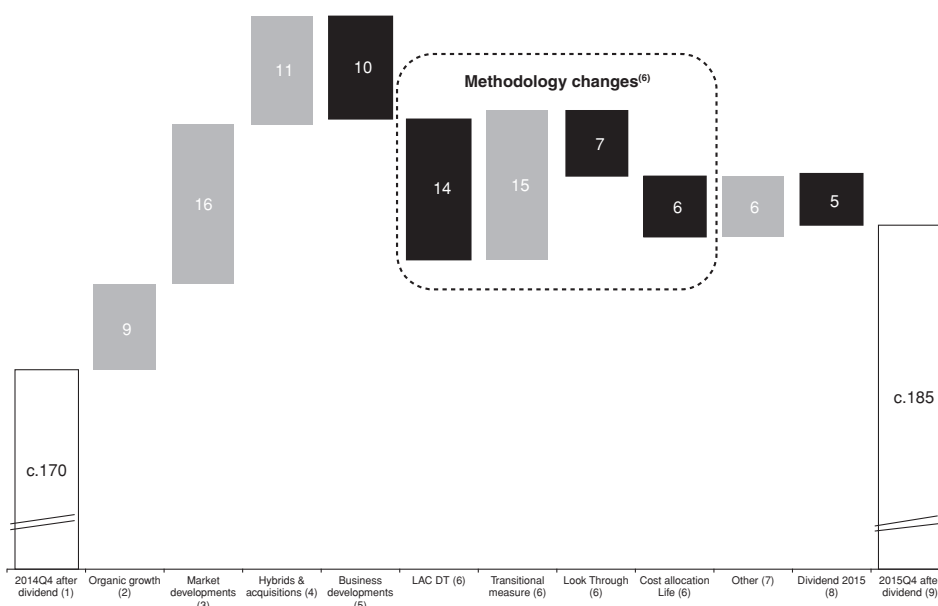 11
10
Methodology changes(6)
7
14
15
16
6
6
5
9
c.185
c.170
2014Q4 after
dividend (1)
Organic growth
(2)
Market
developments
(3)
Hybrids &
acquisitions (4)
Business
developments
(5)
LAC DT (6)
Transitional
measure (6)
Look Through
(6)
Cost allocation
Life (6)
Other (7)
Dividend 2015
(8)
2015Q4 after
dividend (9)